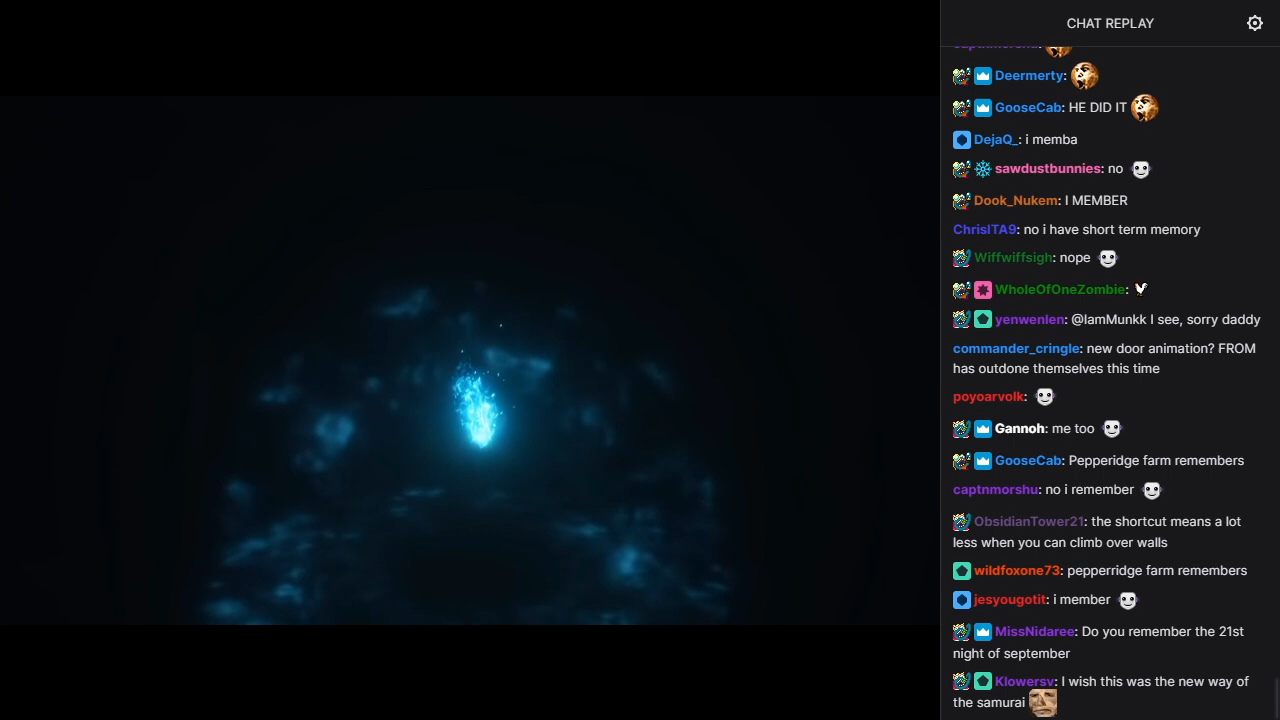 CHAT REPLAY
Deermerty:
GooseCab: HE DID IT
DejaQ_: i memba
sawdustbunnies: no
Dook_Nukem: I MEMBER
ChrisITA9: no i have short term memory
Wiffwiffsigh: nope
WholeOfOneZombie:
yenwenlen: @IamMunkk I see, sorry daddy
commander_cringle: new door animation? FROM
has outdone themselves this time
poyoarvolk:
Gannoh: me too
GooseCab: Pepperidge farm remembers
captnmorshu: no i remember
ObsidianTower21: the shortcut means a lot
less when you can climb over walls
wildfoxone73: pepperridge farm remembers
jesyougotit: i member
MissNidaree: Do you remember the 21st
night of september
Klowersv: I wish this was the new way of
the samurai